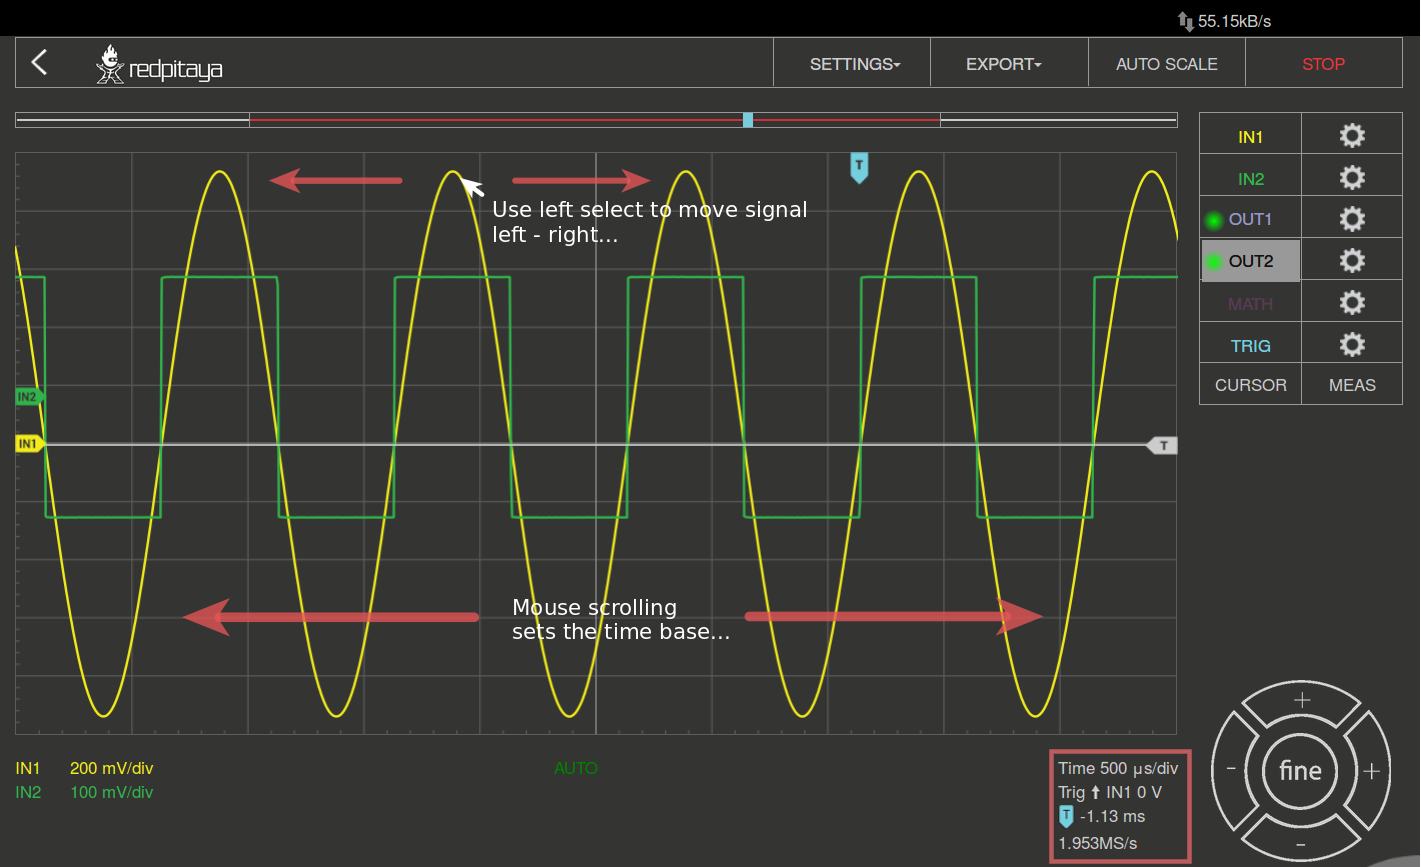 55.15kB/s
redpitaya
SETTINGS
EXPORT
AUTO SCALE
STOP
T
Use left select to move signal
left - right...
IN1
IN2
OUT1
OUT2
MATH
TRIG
CURSOR
MEAS
IN2
IN1
T
Mouse scrolling
sets the time base...
IN1 200 mV/div
IN2 100 mV/div
AUTO
Time 500 µs/div
Trig ↑ IN1 0 V
T -1.13 ms
1.953MS/s
+
- fine +
-